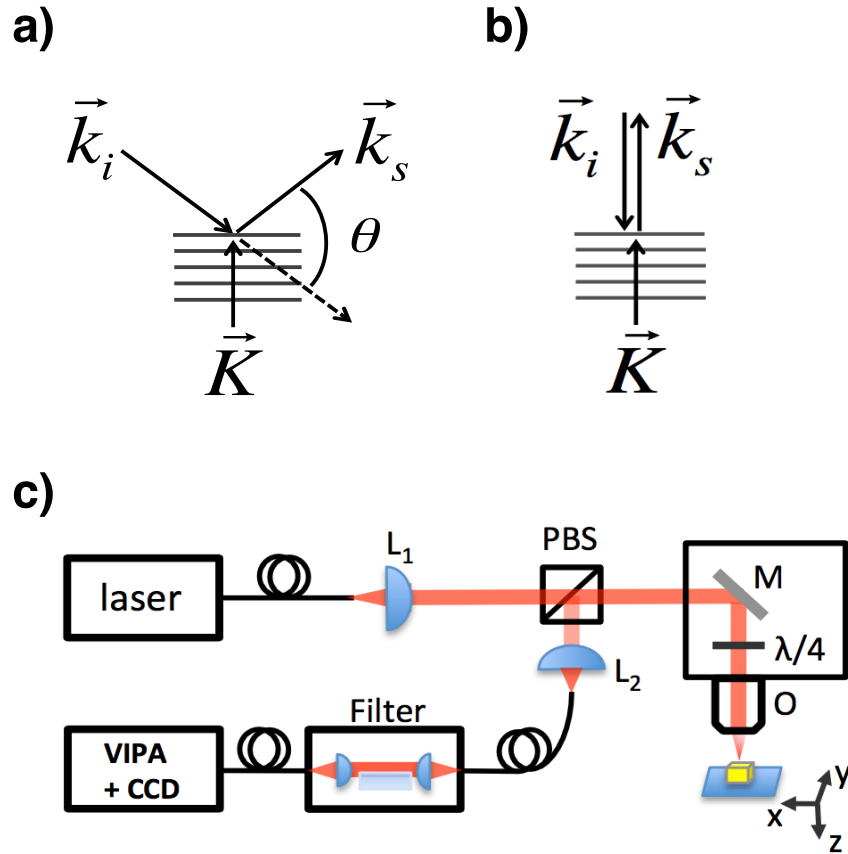 a)
b)
k⃗i
k⃗s
θ
K⃗
k⃗i
k⃗s
K⃗
c)
laser
L1
PBS
M
λ/4
L2
O
Filter
VIPA
+ CCD
x
y
z